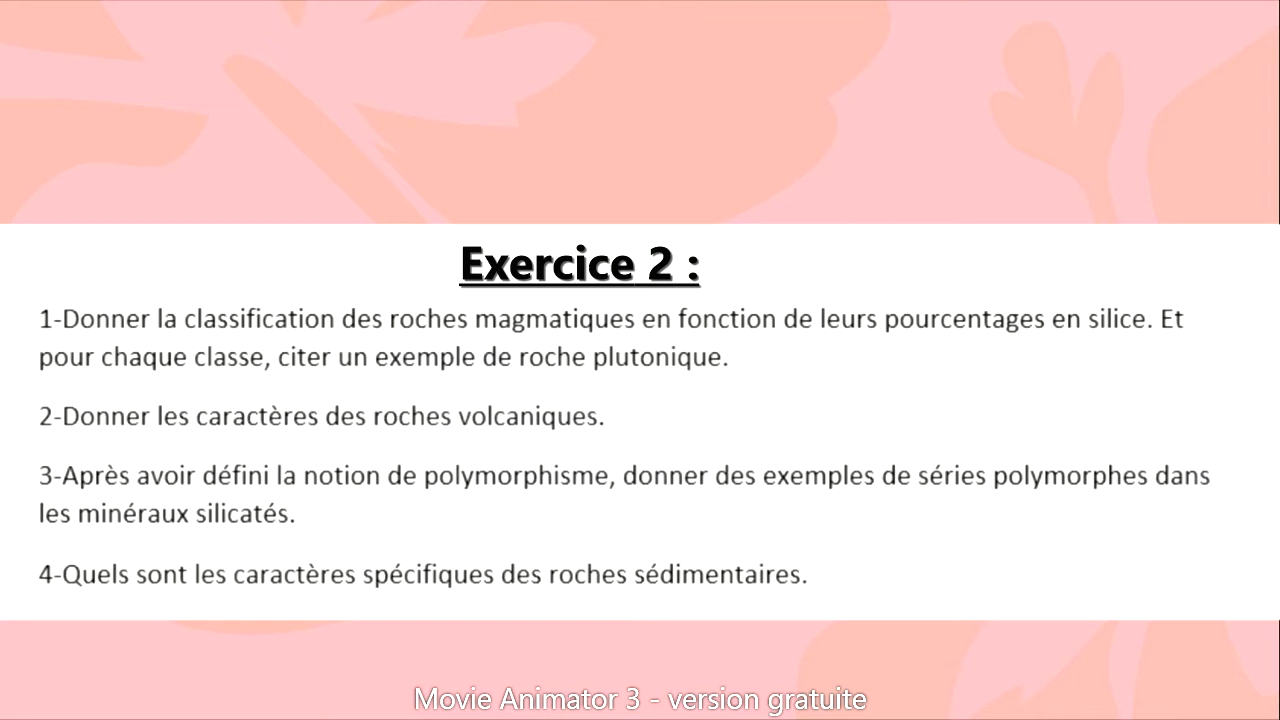 Exercice 2 :
1-Donner la classification des roches magmatiques en fonction de leurs pourcentages en silice. Et
pour chaque classe, citer un exemple de roche plutonique.
2-Donner les caractères des roches volcaniques.
3-Après avoir défini la notion de polymorphisme, donner des exemples de séries polymorphes dans
les minéraux silicatés.
4-Quels sont les caractères spécifiques des roches sédimentaires.
Movie Animator 3 - version gratuite